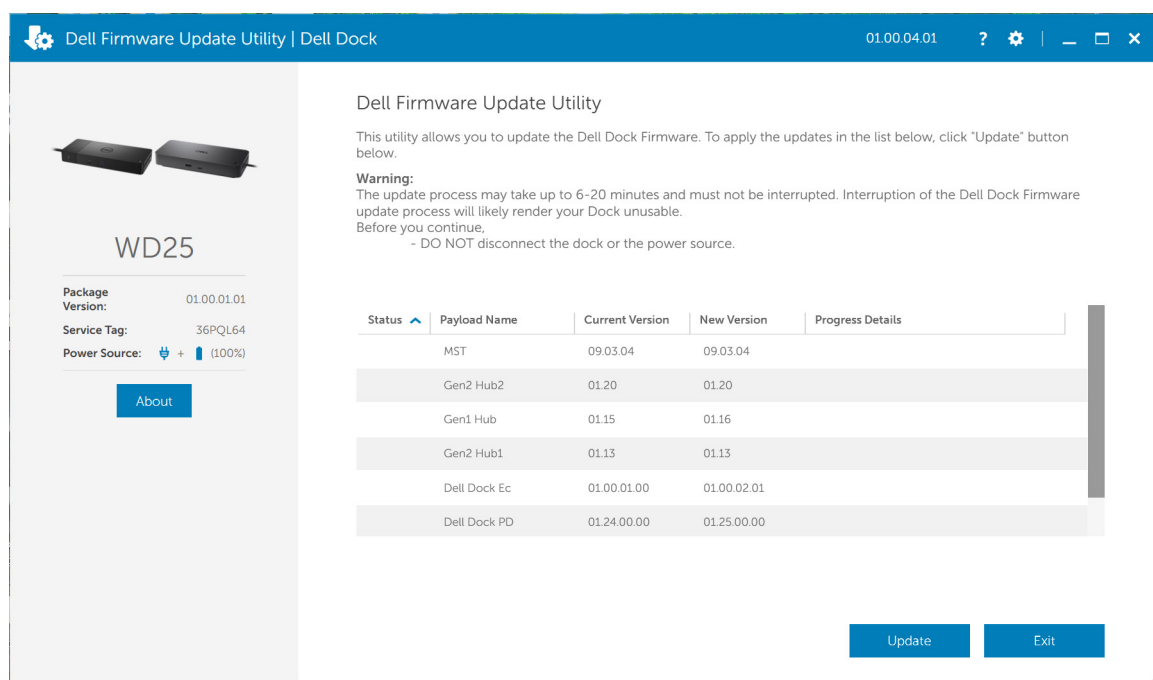 Dell Firmware Update Utility | Dell Dock
01.00.04.01
?
Dell Firmware Update Utility
This utility allows you to update the Dell Dock Firmware. To apply the updates in the list below, click "Update" button
below.
Warning:
The update process may take up to 6-20 minutes and must not be interrupted. Interruption of the Dell Dock Firmware
update process will likely render your Dock unusable.
Before you continue,
- DO NOT disconnect the dock or the power source.
WD25
Package
Version: 01.00.01.01
Service Tag: 36PQL64
Power Source: + (100%)
About
Status Payload Name Current Version New Version Progress Details
MST 09.03.04 09.03.04
Gen2 Hub2 01.20 01.20
Gen1 Hub 01.15 01.16
Gen2 Hub1 01.13 01.13
Dell Dock Ec 01.00.01.00 01.00.02.01
Dell Dock PD 01.24.00.00 01.25.00.00
Update Exit